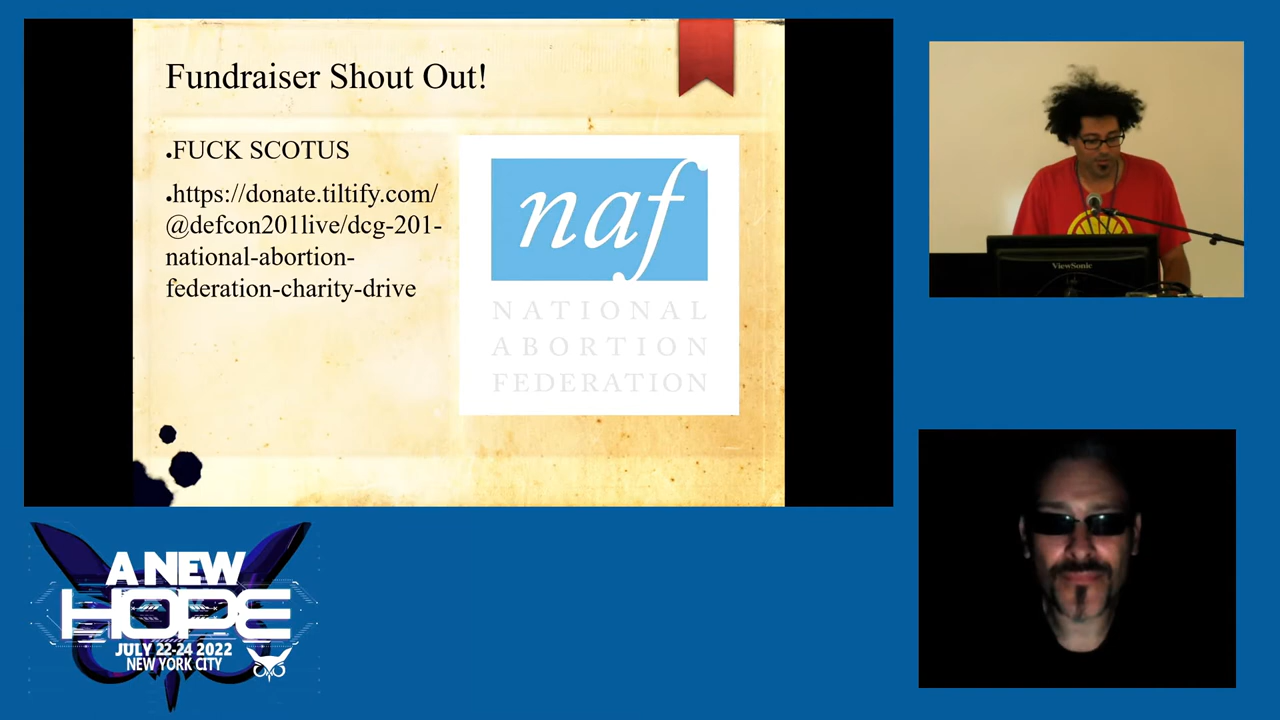 Fundraiser Shout Out!
•FUCK SCOTUS
•https://donate.tiltify.com/
@defcon201live/dcg-201-
national-abortion-
federation-charity-drive
naf
NATIONAL
ABORTION
FEDERATION
ViewSonic
A NEW
HOPE
JULY 22-24 2022
NEW YORK CITY